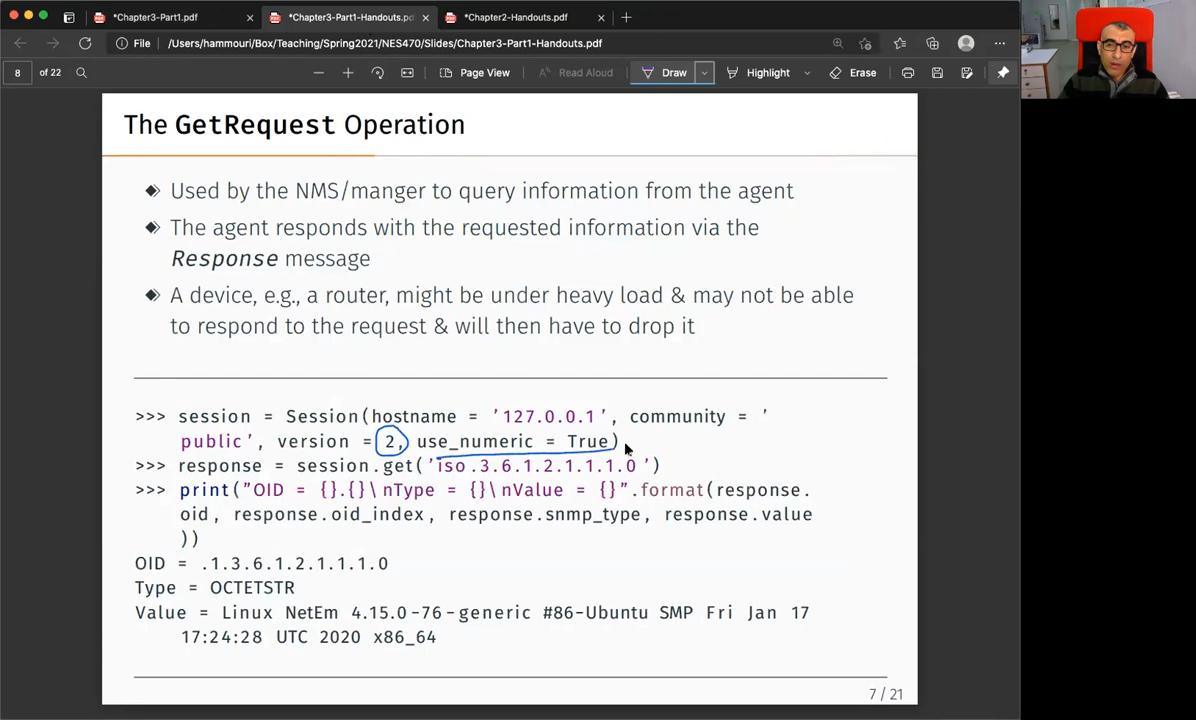 *Chapter3-Part1.pdf
*Chapter3-Part1-Handouts.pd
*Chapter2-Handouts.pdf
File
/Users/hammouri/Box/Teaching/Spring2021/NES470/Slides/Chapter3-Part1-Handouts.pdf
8 of 22
Page View
Read Aloud
Draw
Highlight
Erase
The GetRequest Operation
Used by the NMS/manger to query information from the agent
The agent responds with the requested information via the
Response message
A device, e.g., a router, might be under heavy load & may not be able
to respond to the request & will then have to drop it
>>> session = Session(hostname = '127.0.0.1', community = '
public', version = 2, use_numeric = True)
>>> response = session.get('iso.3.6.1.2.1.1.1.0')
>>> print("OID = {}.{}\nType = {}\nValue = {}".format(response.
oid, response.oid_index, response.snmp_type, response.value
))
OID = .1.3.6.1.2.1.1.1.0
Type = OCTETSTR
Value = Linux NetEm 4.15.0-76-generic #86-Ubuntu SMP Fri Jan 17
17:24:28 UTC 2020 x86_64
7 / 21